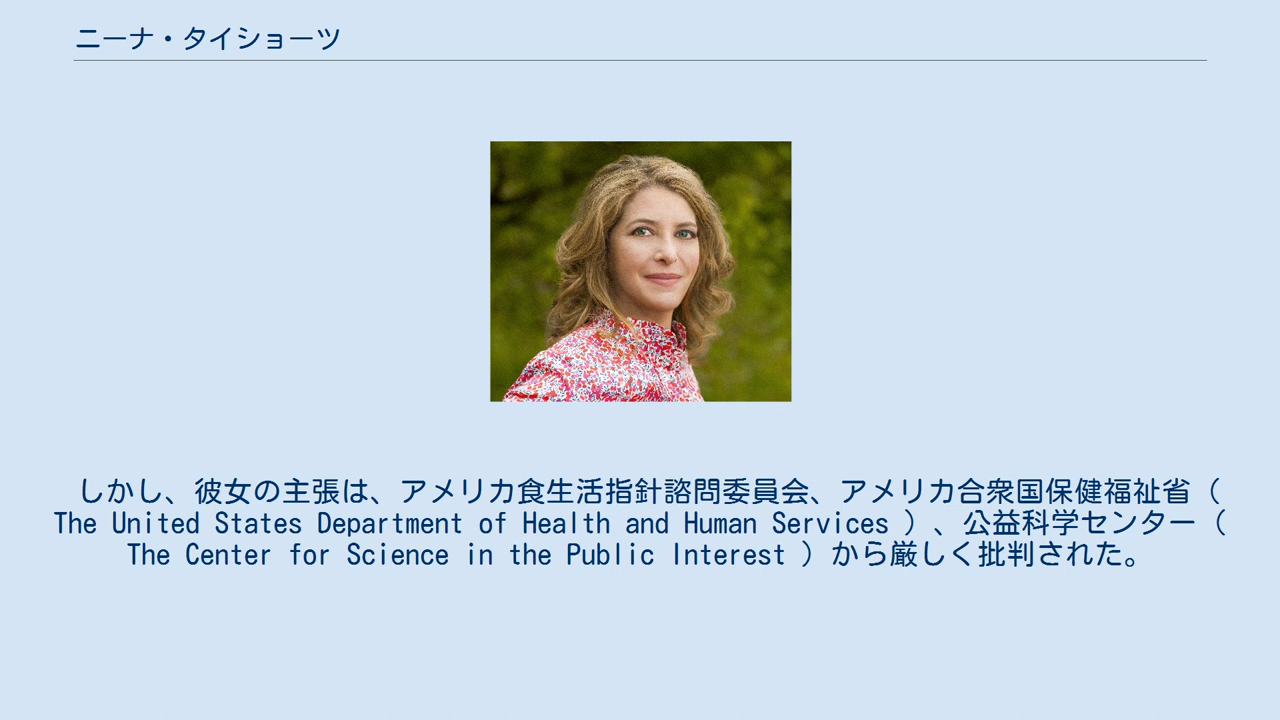 ニーナ・タイショーツ
しかし、彼女の主張は、アメリカ食生活指針諮問委員会、アメリカ合衆国保健福祉省（
The United States Department of Health and Human Services ）、公益科学センター（
The Center for Science in the Public Interest ）から厳しく批判された。